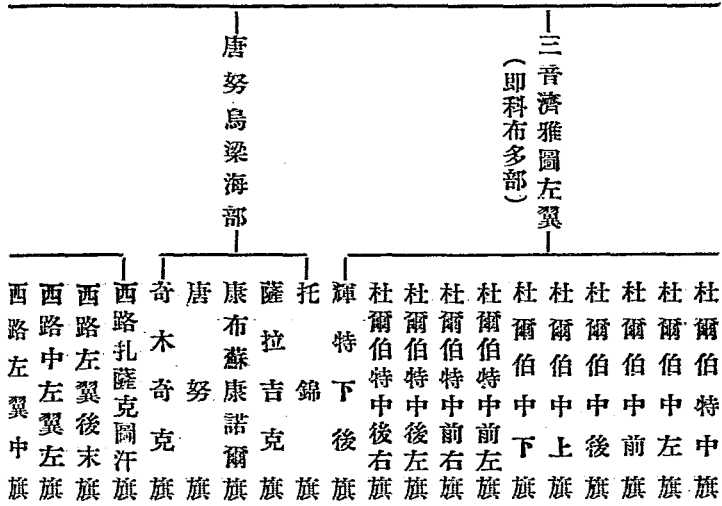 三音濟雅圖左翼
(即科布多部)
唐努烏梁海部
杜爾伯特中旗
杜爾伯中左旗
杜爾伯中前旗
杜爾伯中後旗
杜爾伯中上旗
杜爾伯中下旗
杜爾伯特中前左旗
杜爾伯特中前右旗
杜爾伯特中後左旗
杜爾伯特中後右旗
輝特下後旗
托錦旗
薩拉吉克旗
康布蘇康諾爾旗
唐努旗
奇木奇克旗
西路扎薩克圖汗旗
西路左翼後末旗
西路中左翼左旗
西路左翼中旗